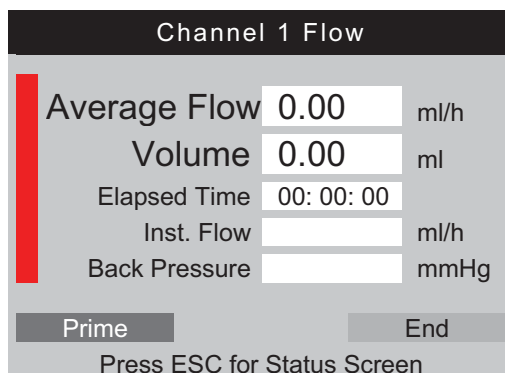 Channel 1 Flow
Average Flow 0.00 ml/h
Volume 0.00 ml
Elapsed Time 00: 00: 00
Inst. Flow ml/h
Back Pressure mmHg
Prime End
Press ESC for Status Screen